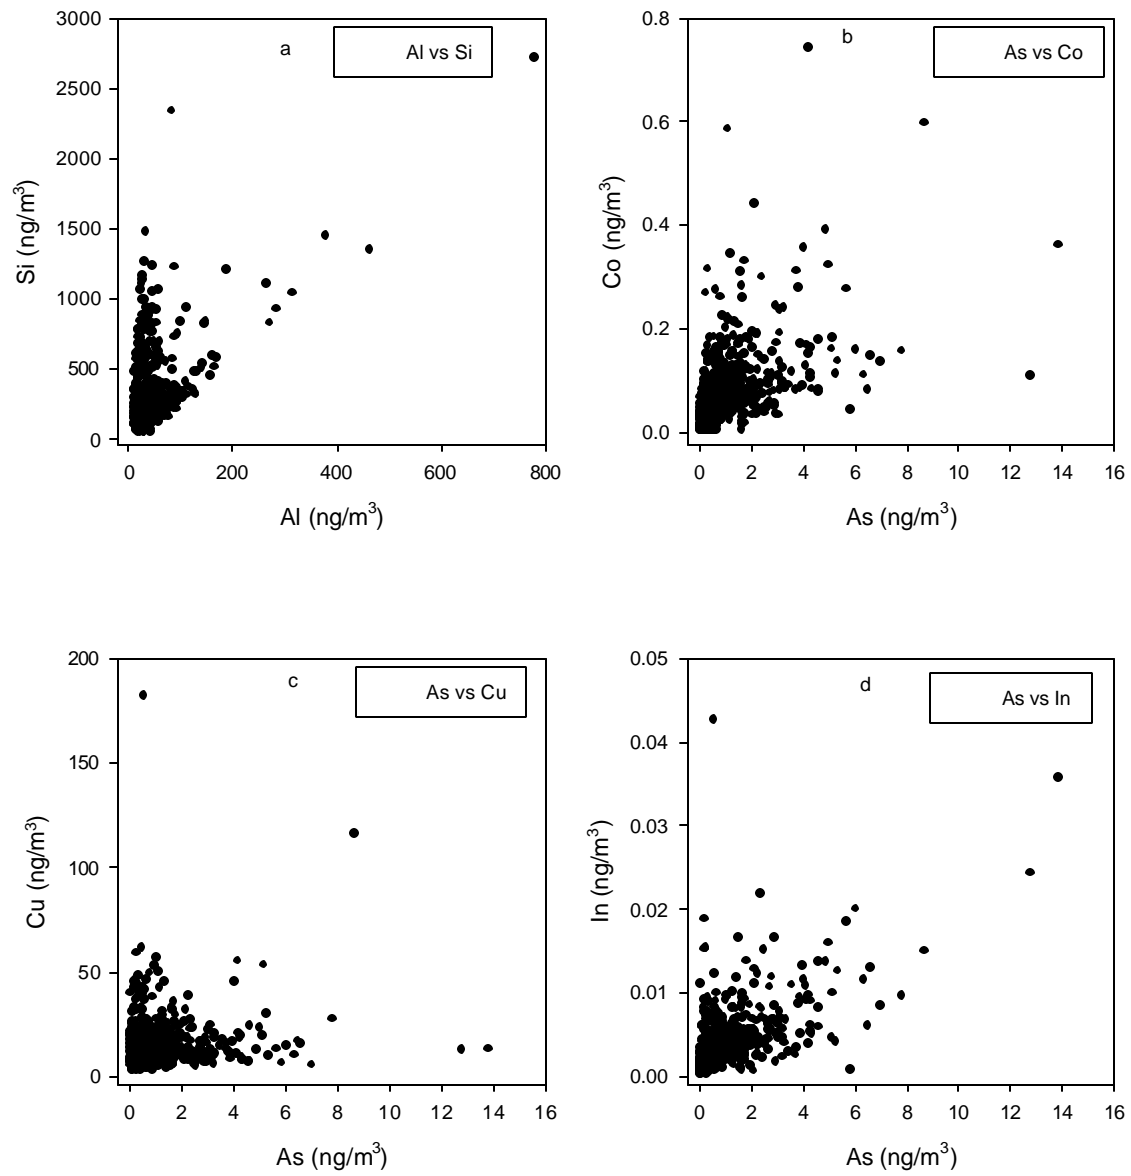 a
Al vs Si
3000
2500
2000
1500
1000
500
0
Si (ng/m³)
0 200 400 600 800
Al (ng/m³)
b
As vs Co
0.8
0.6
0.4
0.2
0.0
Co (ng/m³)
0 2 4 6 8 10 12 14 16
As (ng/m³)
c
As vs Cu
200
150
100
50
0
Cu (ng/m³)
0 2 4 6 8 10 12 14 16
As (ng/m³)
d
As vs In
0.05
0.04
0.03
0.02
0.01
0.00
In (ng/m³)
0 2 4 6 8 10 12 14 16
As (ng/m³)